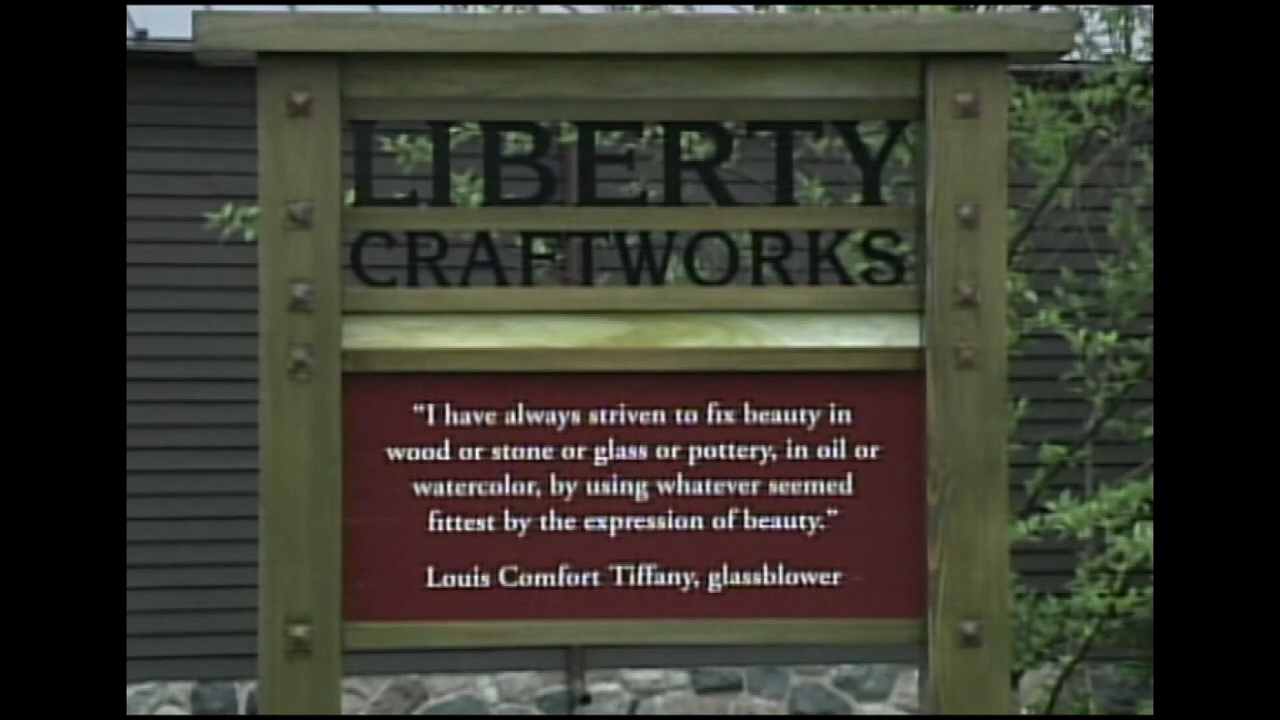 LIBERTY
CRAFTWORKS
"I have always striven to fix beauty in
wood or stone or glass or pottery, in oil or
watercolor, by using whatever seemed
fittest by the expression of beauty."
Louis Comfort Tiffany, glassblower